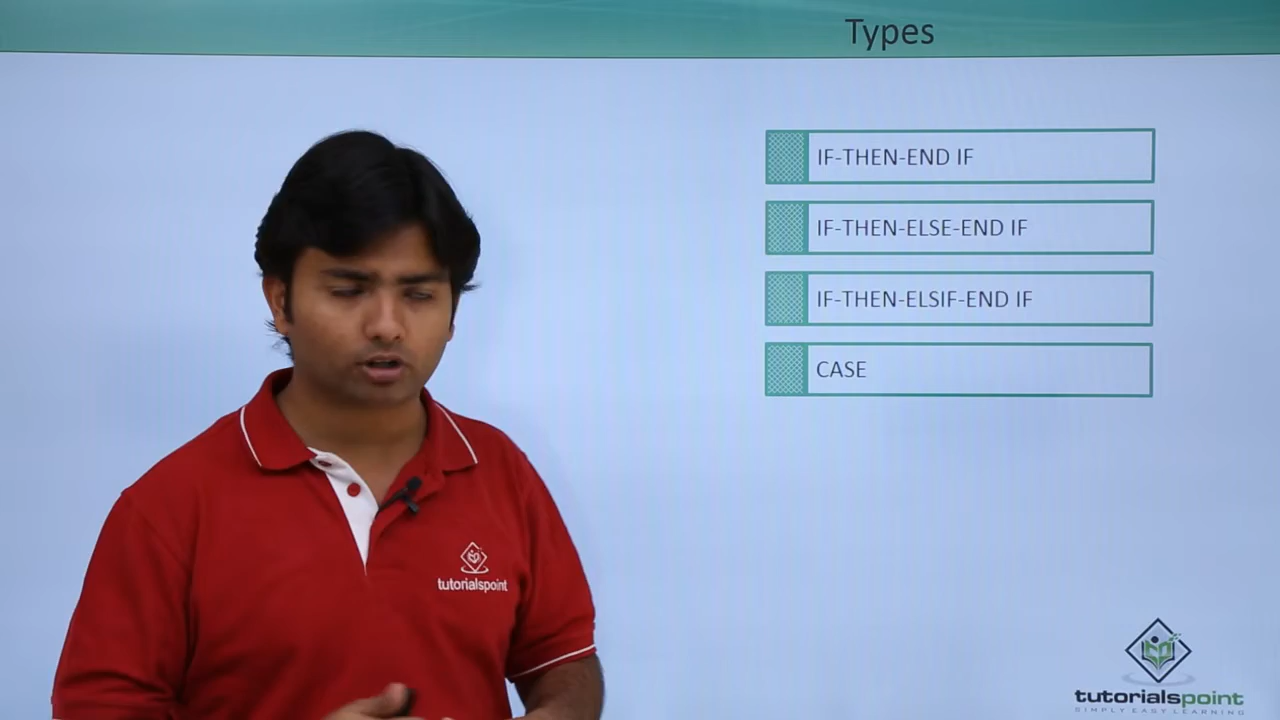 Types
IF-THEN-END IF
IF-THEN-ELSE-END IF
IF-THEN-ELSIF-END IF
CASE
tutorialspoint
tutorialspoint
SIMPLY EASY LEARNING